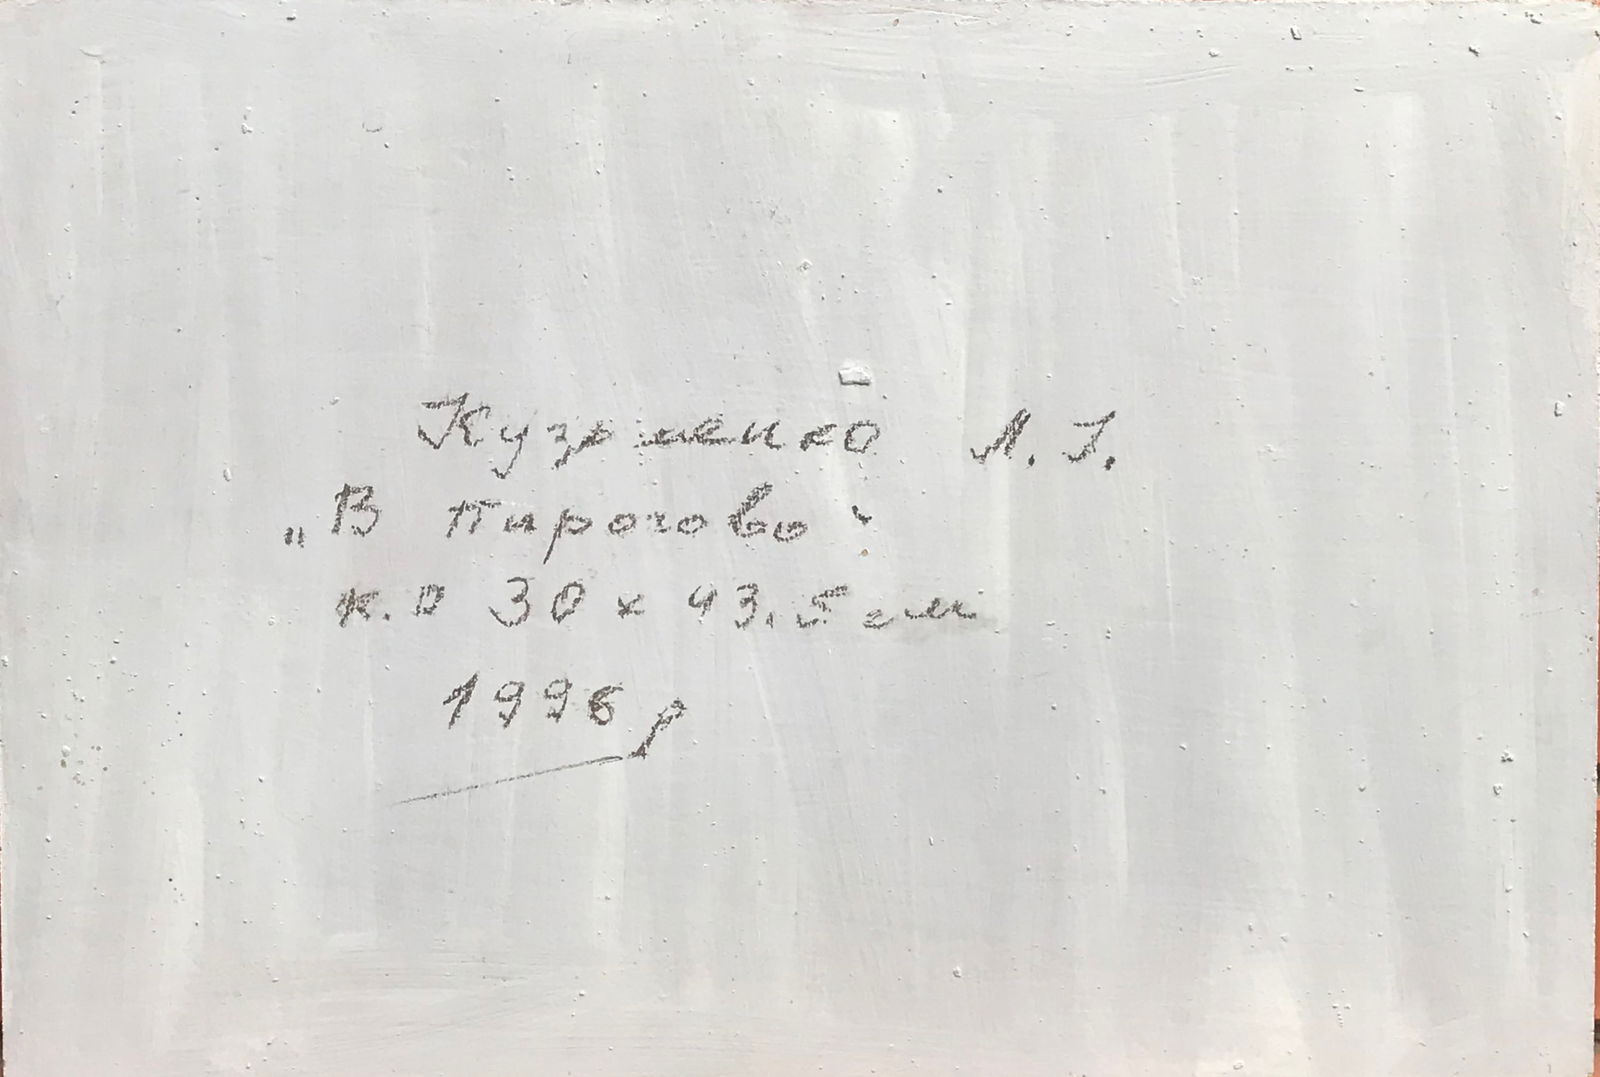 Кузьменко Л. І.
„В Пирогово“
к. о 30 х 43.5 см
1996 р